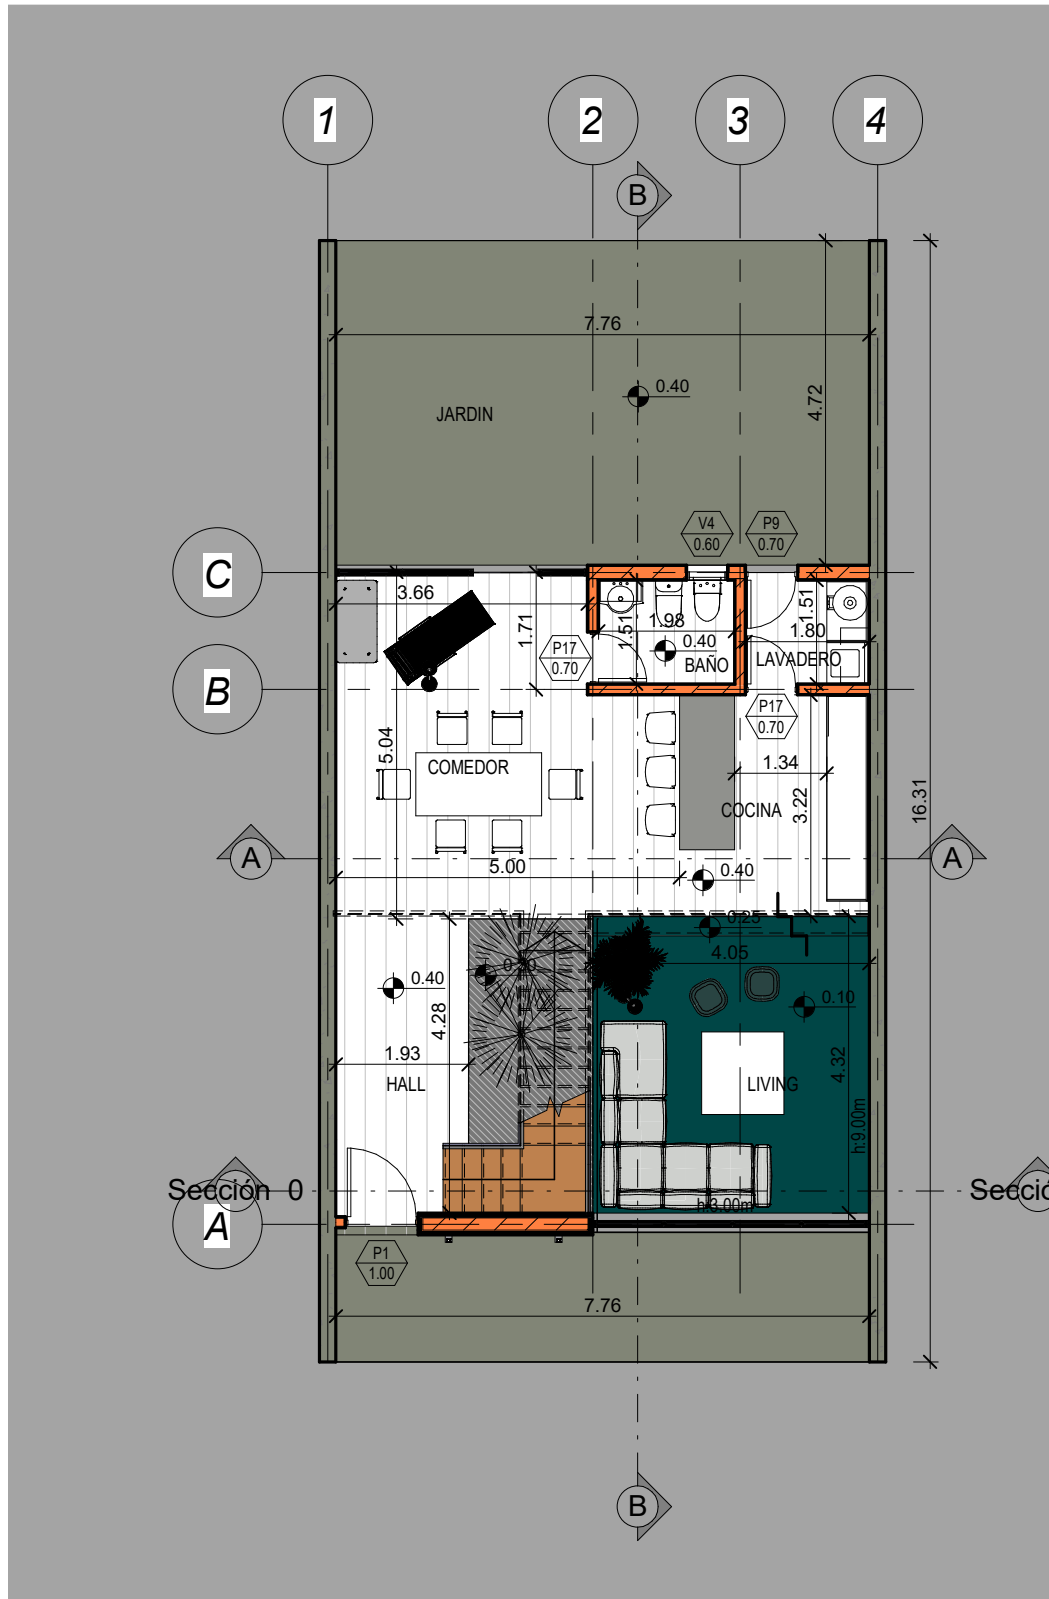 1 2 3 4
B
7.76
0.40
4.72
JARDIN
V4
0.60
P9
0.70
C
3.66
1.71
1.51
1.98
1.51
1.80
P17
0.70
0.40
BAÑO
LAVADERO
B
P17
0.70
5.04
COMEDOR
1.34
3.22
COCINA
16.31
A
A
5.00
0.40
0.25
4.05
0.40
0.10
4.28
1.93
HALL
LIVING
4.32
h:9.00m
Sección 0
Secció
h:3.00m
A
P1
1.00
7.76
B